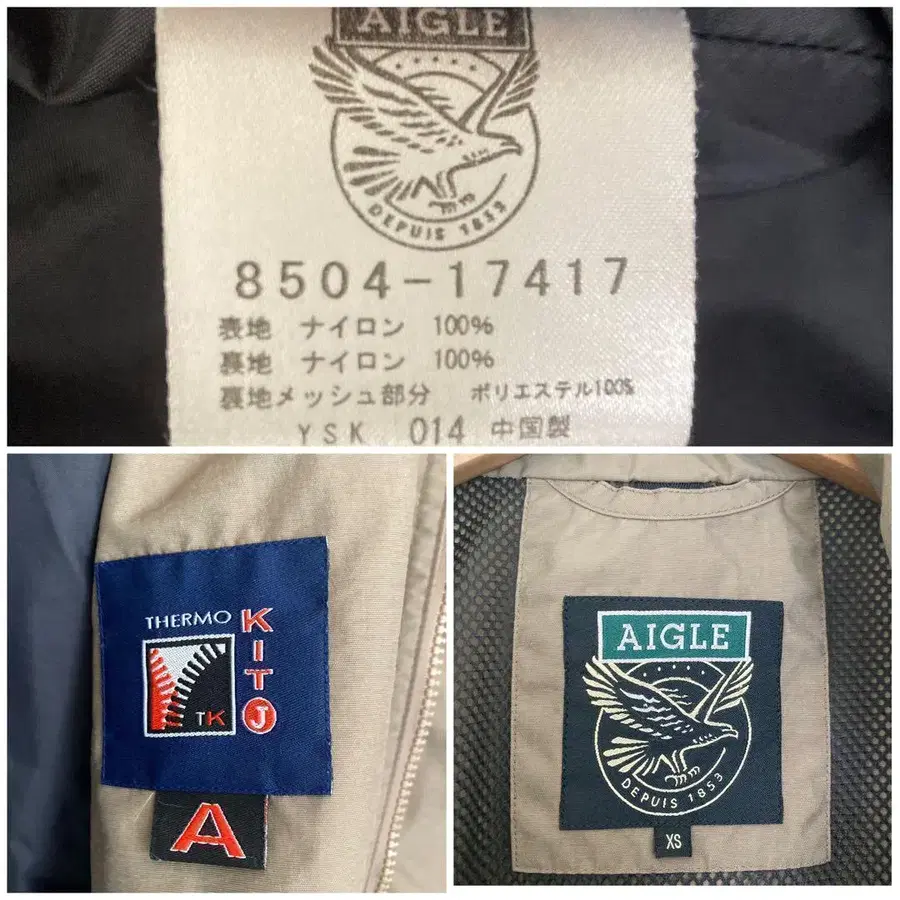 AIGLE
DEPUIS 1853
8504-17417
表地 ナイロン 100%
裏地 ナイロン 100%
裏地メッシュ部分 ポリエステル100%
YSK 014 中国製
THERMO
KIT J
TK
A
AIGLE
DEPUIS 1853
XS